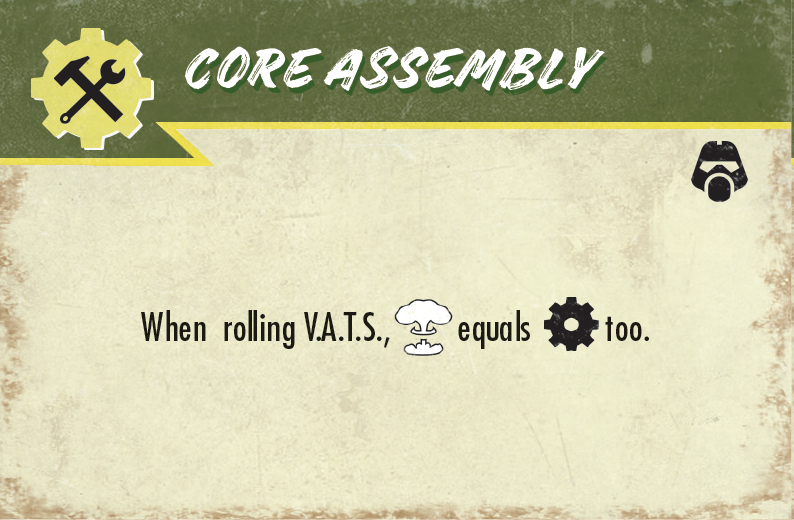 CORE ASSEMBLY
When rolling V.A.T.S., equals too.